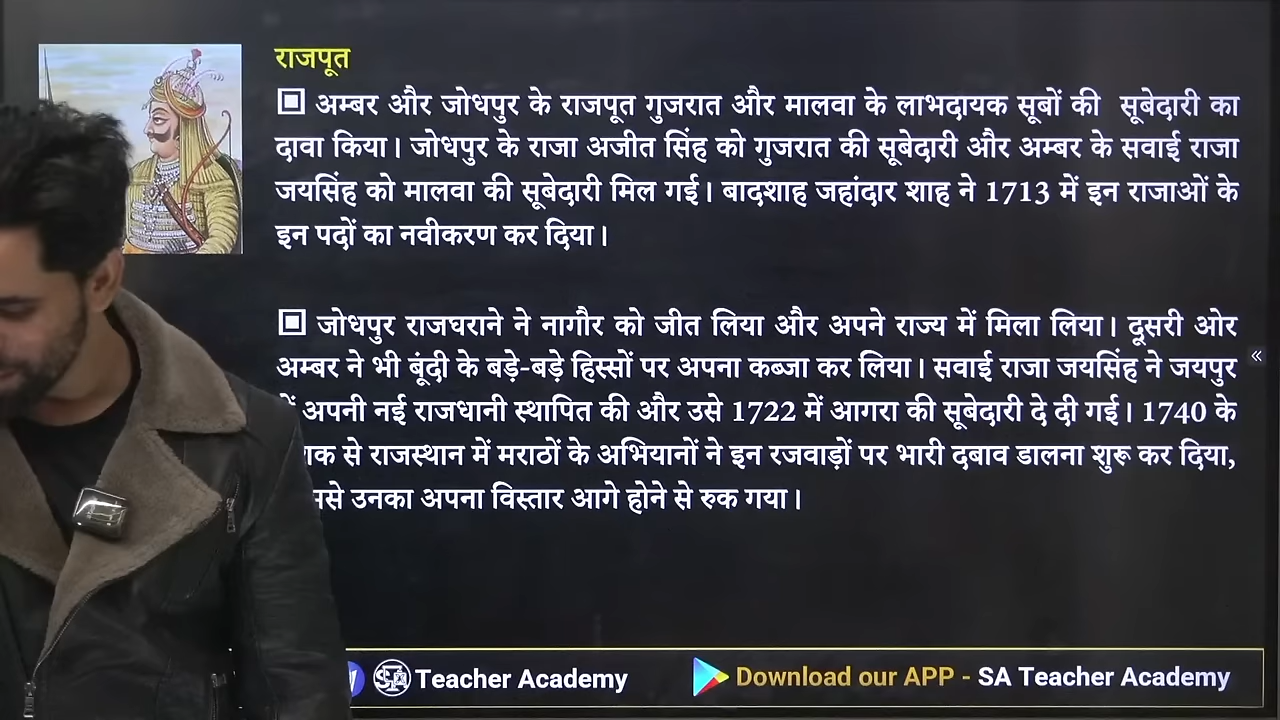 राजपूत
अम्बर और जोधपुर के राजपूत गुजरात और मालवा के लाभदायक सूबों की सूबेदारी का
दावा किया। जोधपुर के राजा अजीत सिंह को गुजरात की सूबेदारी और अम्बर के सवाई राजा
जयसिंह को मालवा की सूबेदारी मिल गई। बादशाह जहांदार शाह ने 1713 में इन राजाओं के
इन पदों का नवीकरण कर दिया।
जोधपुर राजघराने ने नागौर को जीत लिया और अपने राज्य में मिला लिया। दूसरी ओर
अम्बर ने भी बूंदी के बड़े-बड़े हिस्सों पर अपना कब्जा कर लिया। सवाई राजा जयसिंह ने जयपुर
अपनी नई राजधानी स्थापित की और उसे 1722 में आगरा की सूबेदारी दे दी गई। 1740 के
से राजस्थान में मराठों के अभियानों ने इन रजवाड़ों पर भारी दबाव डालना शुरू कर दिया,
उनका अपना विस्तार आगे होने से रुक गया।
«
Teacher Academy
Download our APP - SA Teacher Academy